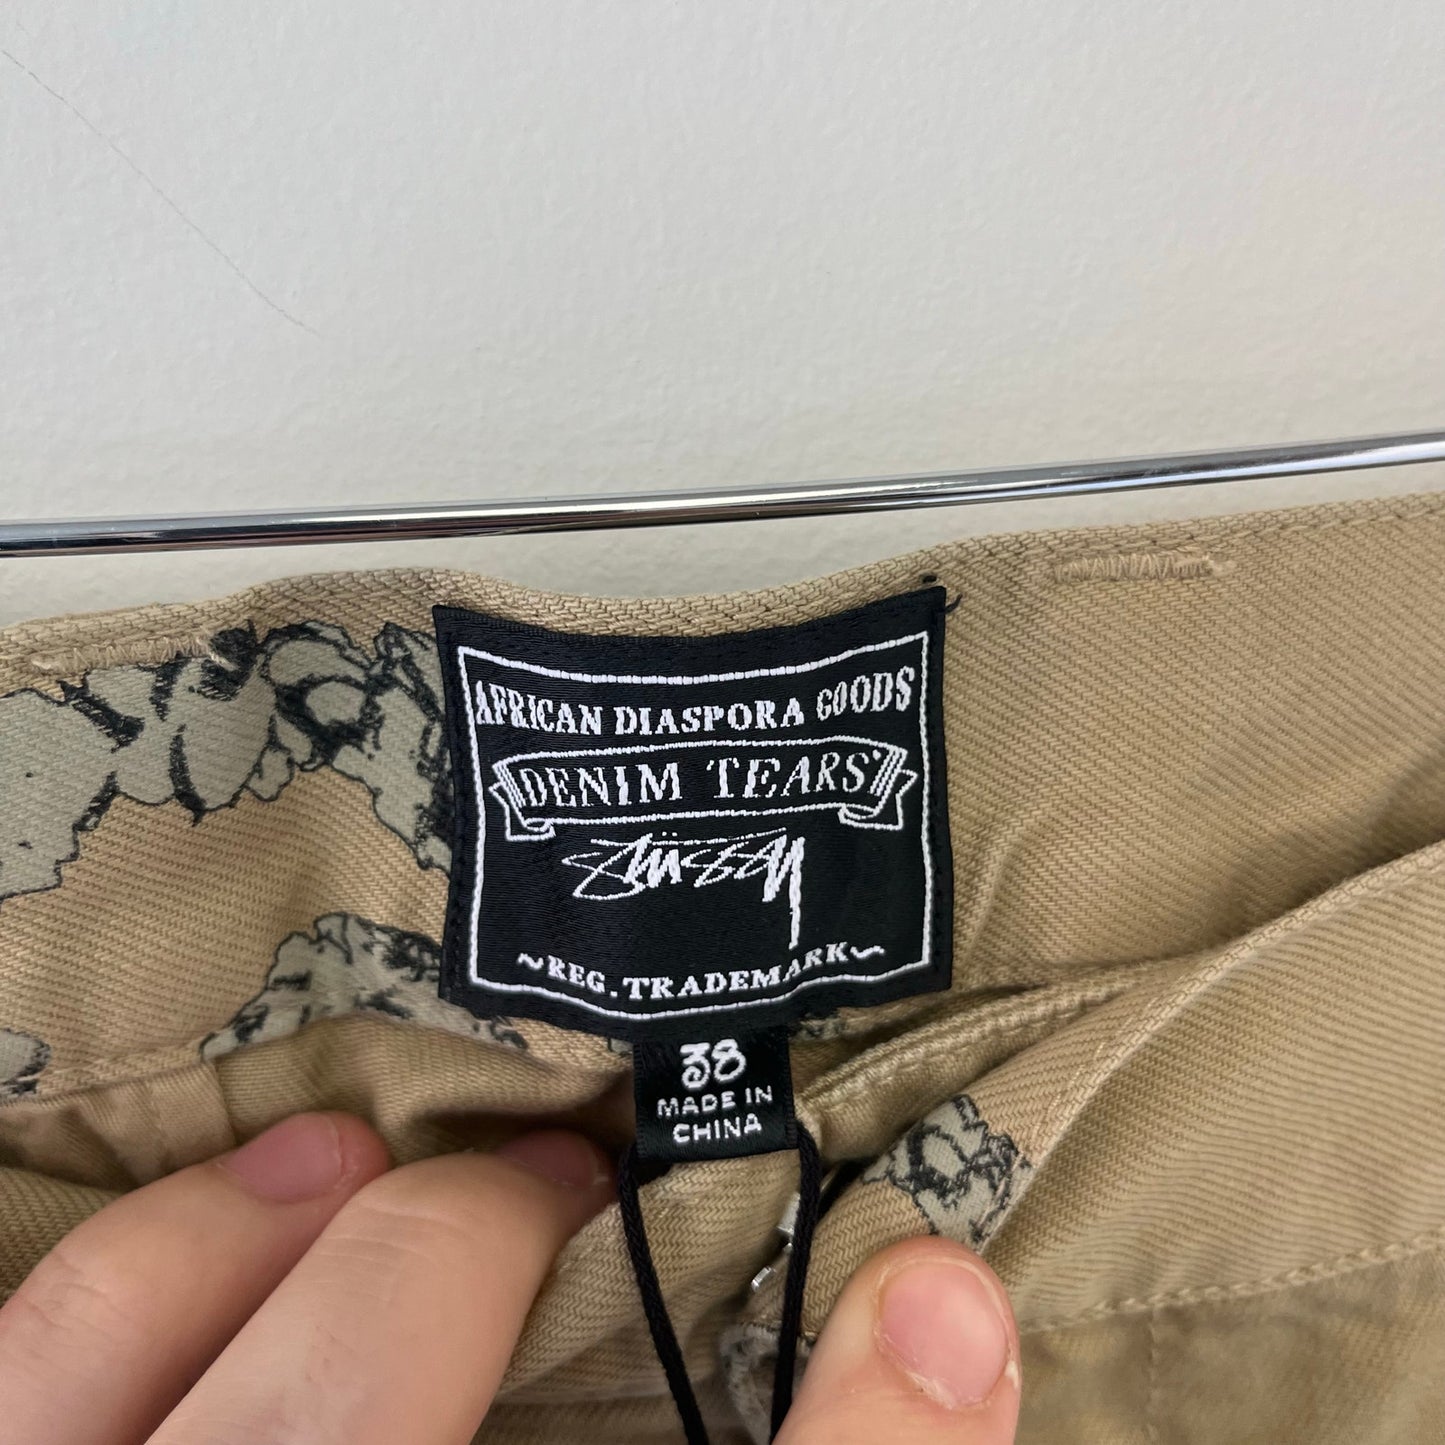 AFRICAN DIASPORA GOODS
DENIM TEARS
Stüssy
~REG. TRADEMARK~
38
MADE IN
CHINA